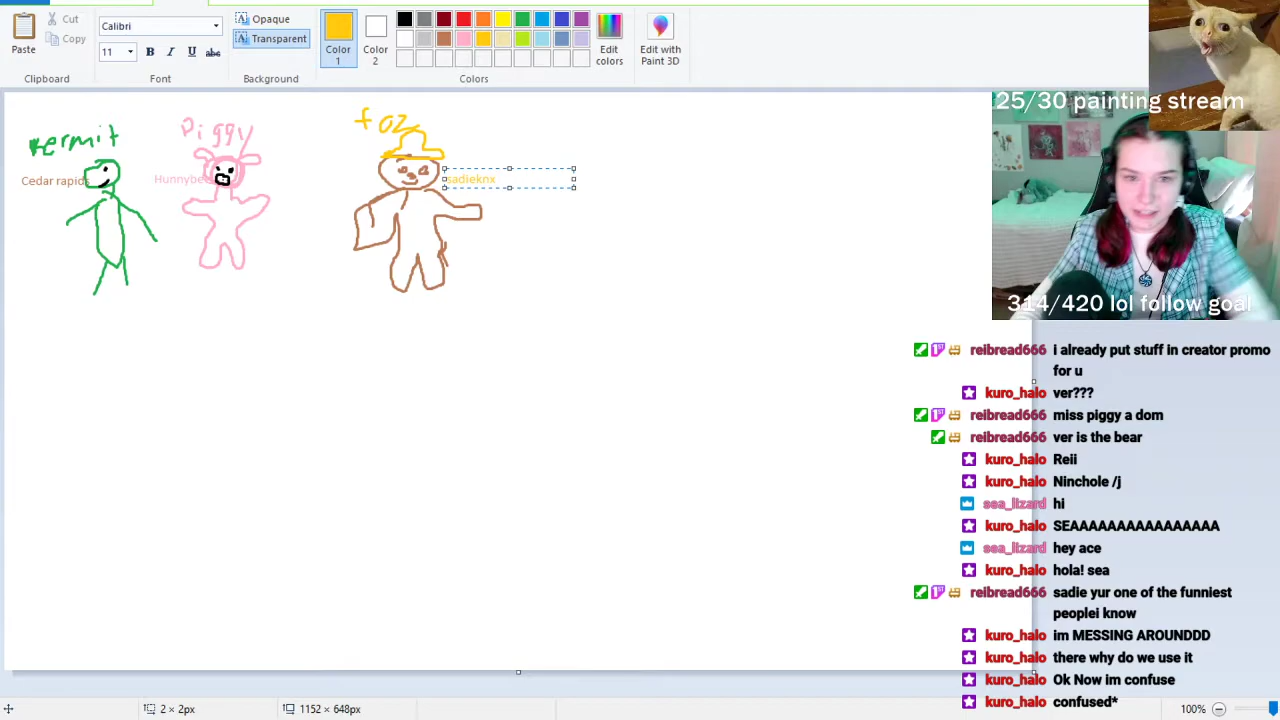 Paste
Cut
Copy
Clipboard
Calibri
11
B I U abc
Font
Opaque
Transparent
Background
Color 1
Color 2
Edit colors
Edit with Paint 3D
Colors
25/30 painting stream
314/420 lol follow goal
kermit
piggy
foz
Cedar rapids
Hunnybe
sadieknx
reibread666 i already put stuff in creator promo
for u
kuro_halo ver???
reibread666 miss piggy a dom
reibread666 ver is the bear
kuro_halo Reii
kuro_halo Ninchole /j
sea_lizard hi
kuro_halo SEAAAAAAAAAAAAAAAA
sea_lizard hey ace
kuro_halo hola! sea
reibread666 sadie yur one of the funniest
peoplei know
kuro_halo im MESSING AROUNDDD
kuro_halo there why do we use it
kuro_halo Ok Now im confuse
kuro_halo confused*
2 × 2px
1152 × 648px
100%